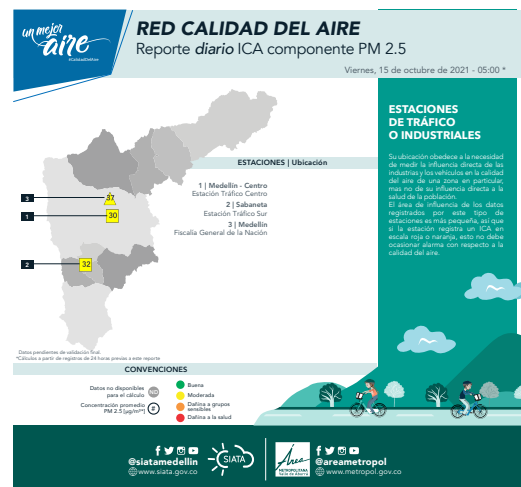 un mejor
aire
#CalidadDelAire
RED CALIDAD DEL AIRE
Reporte diario ICA componente PM 2.5
Viernes, 15 de octubre de 2021 - 05:00 *
ESTACIONES | Ubicación
1 | Medellín - Centro
Estación Tráfico Centro
2 | Sabaneta
Estación Tráfico Sur
3 | Medellín
Fiscalía General de la Nación
3
37
1
30
2
32
ESTACIONES
DE TRÁFICO
O INDUSTRIALES
Su ubicación obedece a la necesidad
de medir la influencia directa de las
industrias y los vehículos en la calidad
del aire de una zona en particular,
mas no de su influencia directa a la
salud de la población.
El área de influencia de los datos
registrados por este tipo de
estaciones es más pequeña, así que
si la estación registra un ICA en
escala roja o naranja, esto no debe
ocasionar alarma con respecto a la
calidad del aire.
Datos pendientes de validación final.
*Cálculos a partir de registros de 24 horas previas a este reporte
CONVENCIONES
Datos no disponibles
para el cálculo
Concentración promedio
PM 2.5 [µg/m³]
#
Buena
Moderada
Dañina a grupos
sensibles
Dañina a la salud
@siatamedellin
www.siata.gov.co
SIATA
Área
METROPOLITANA
Valle de Aburrá
@areametropol
www.metropol.gov.co